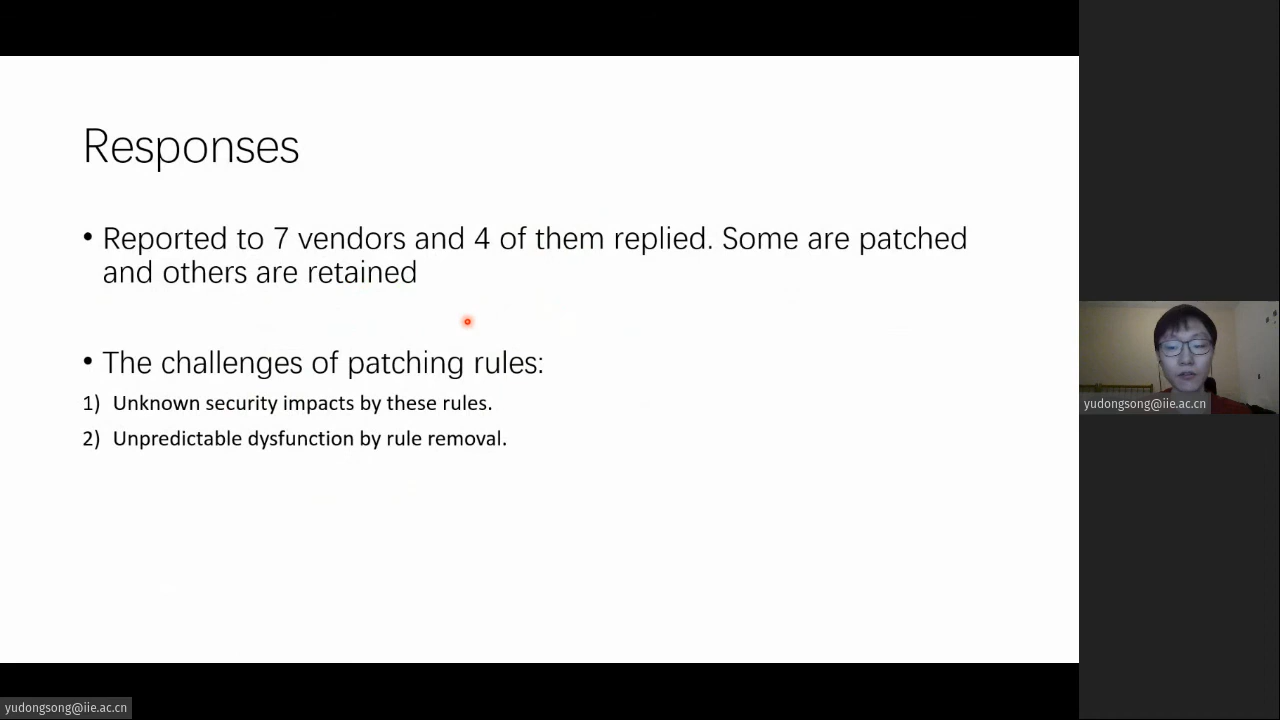 Responses
• Reported to 7 vendors and 4 of them replied. Some are patched
and others are retained
• The challenges of patching rules:
1) Unknown security impacts by these rules.
2) Unpredictable dysfunction by rule removal.
yudongsong@iie.ac.cn
yudongsong@iie.ac.cn